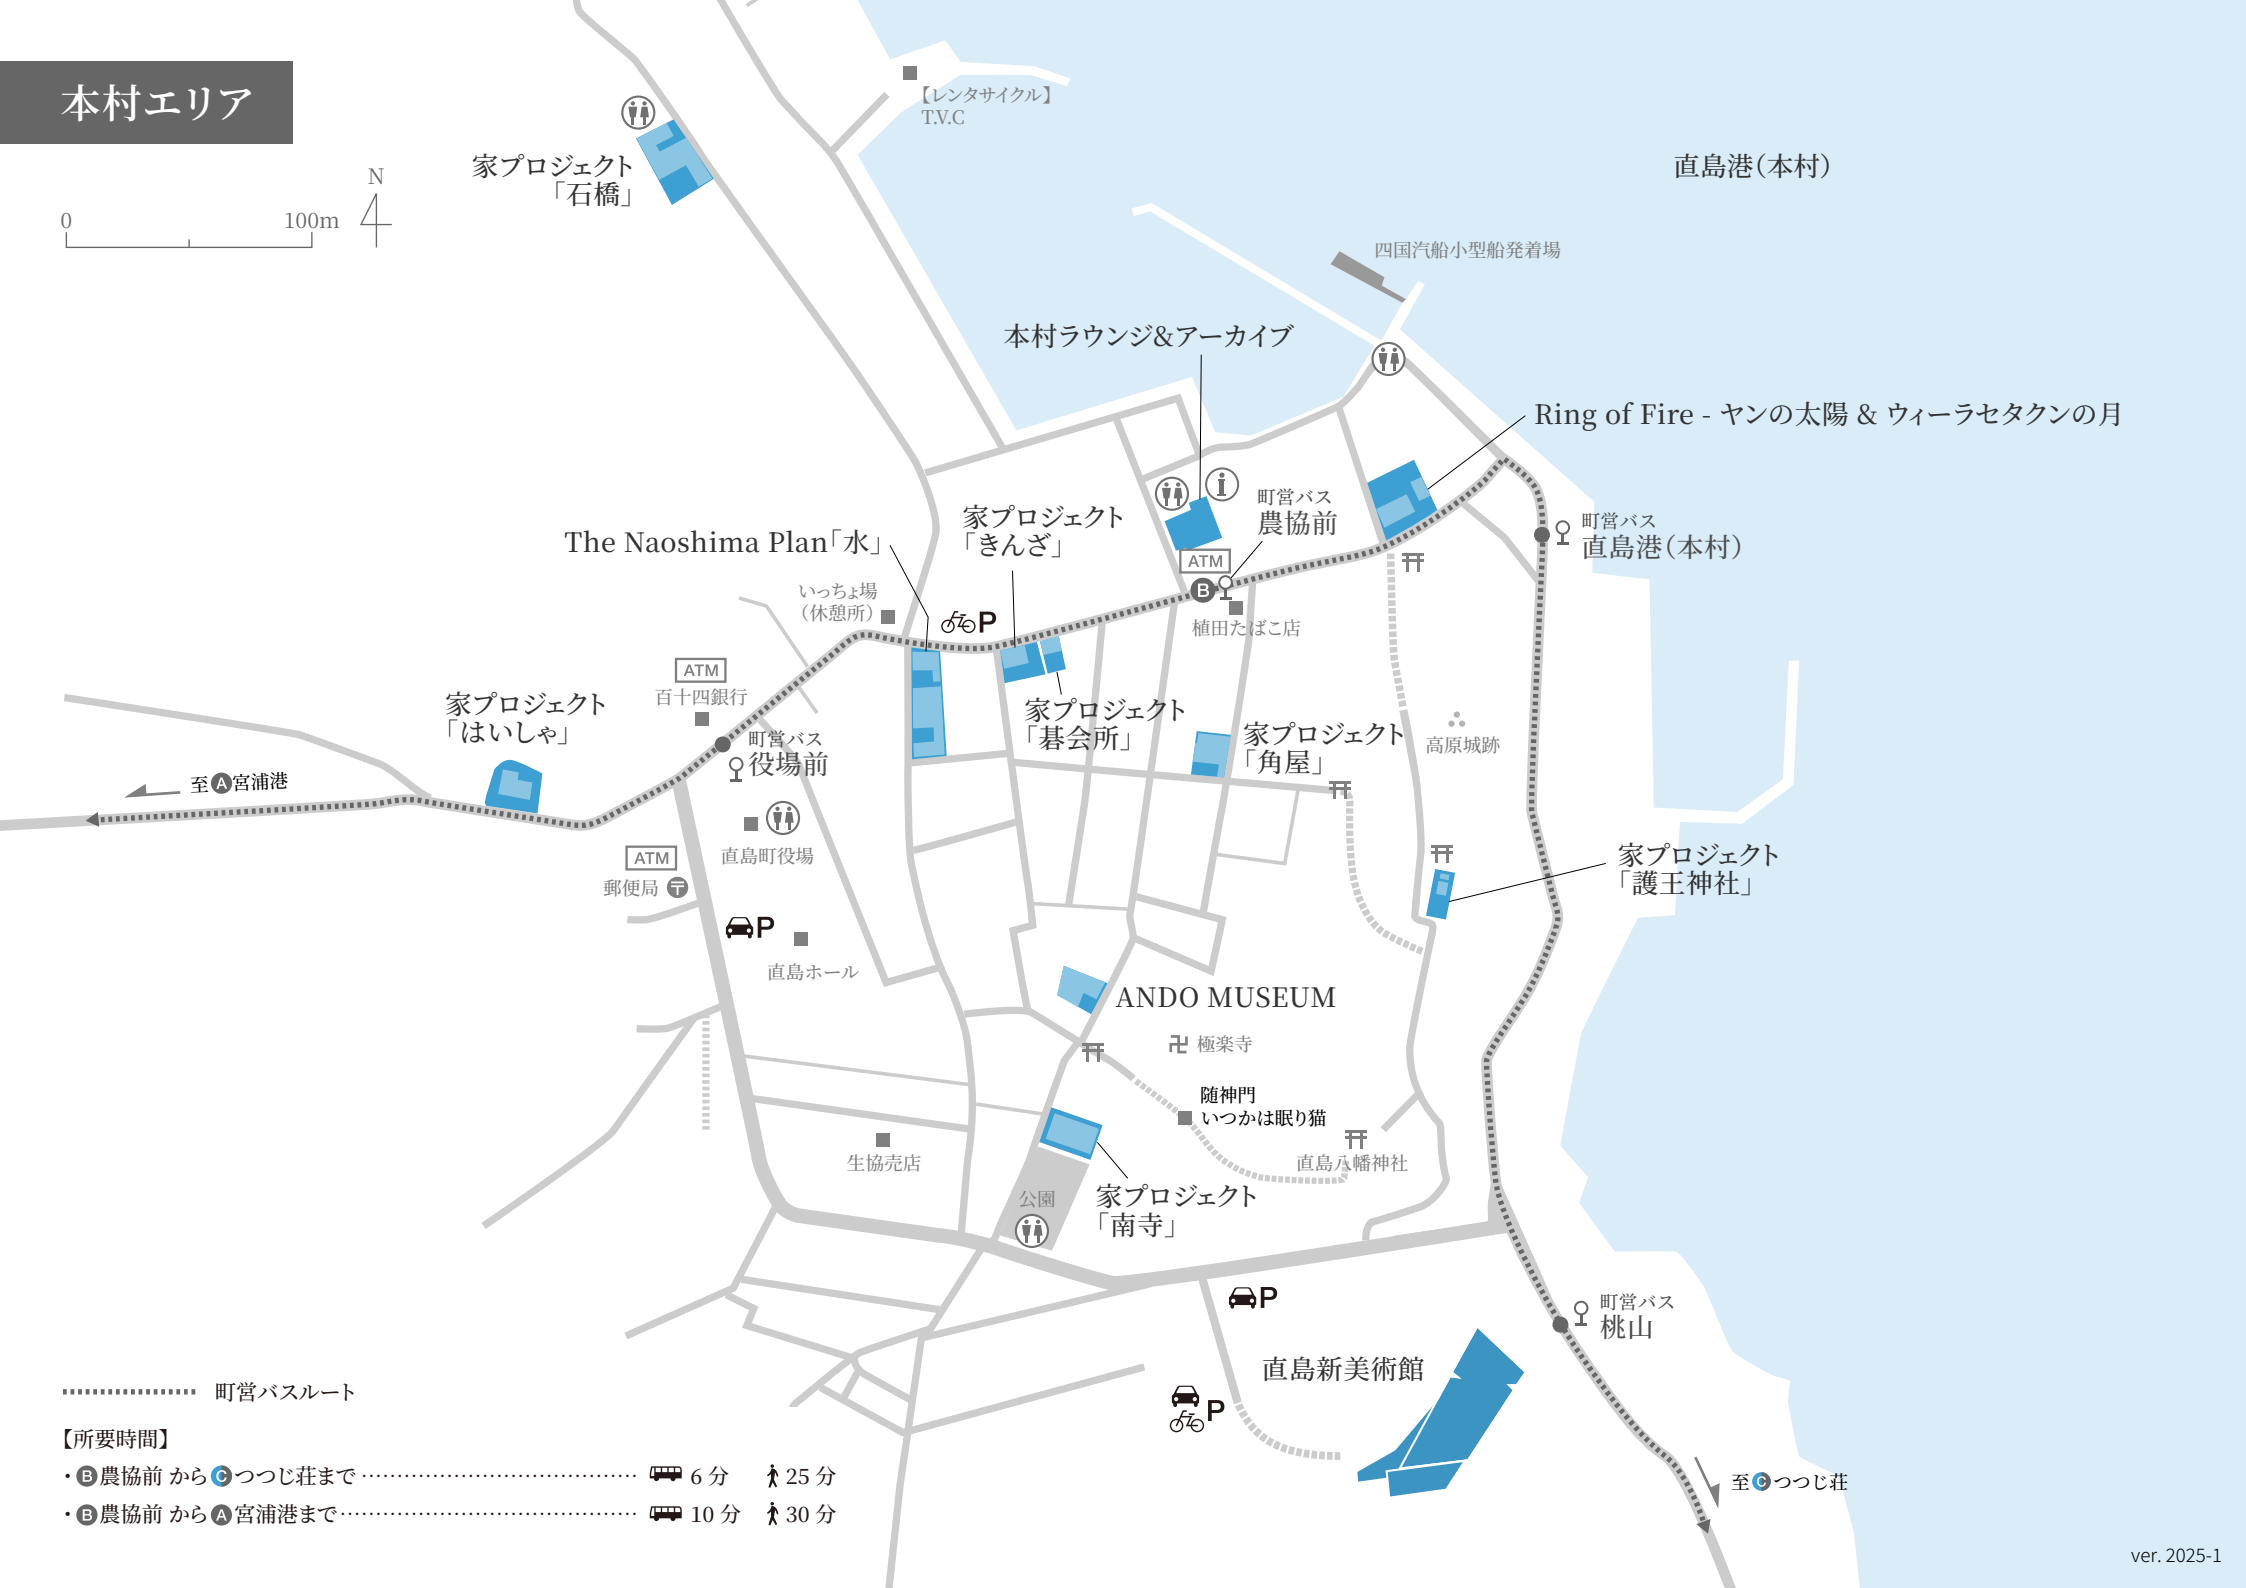 本村エリア
N
0
100m
【レンタサイクル】
T.V.C
家プロジェクト
「石橋」
直島港（本村）
四国汽船小型船発着場
本村ラウンジ&アーカイブ
Ring of Fire - ヤンの太陽 & ウィーラセタクンの月
町営バス
農協前
家プロジェクト
「きんざ」
The Naoshima Plan「水」
町営バス
直島港（本村）
ATM
B
植田たばこ店
いっちょ場
（休憩所）
P
ATM
百十四銀行
家プロジェクト
「はいしゃ」
町営バス
役場前
家プロジェクト
「碁会所」
家プロジェクト
「角屋」
高原城跡
至A宮浦港
直島町役場
ATM
郵便局
〒
家プロジェクト
「護王神社」
P
直島ホール
ANDO MUSEUM
卍 極楽寺
随神門
いつかは眠り猫
直島八幡神社
生協売店
公園
家プロジェクト
「南寺」
P
町営バス
桃山
直島新美術館
P
至Cつつじ荘
町営バスルート
【所要時間】
・B農協前 からCつつじ荘まで 6 分 25 分
・B農協前 からA宮浦港まで 10 分 30 分
ver. 2025-1